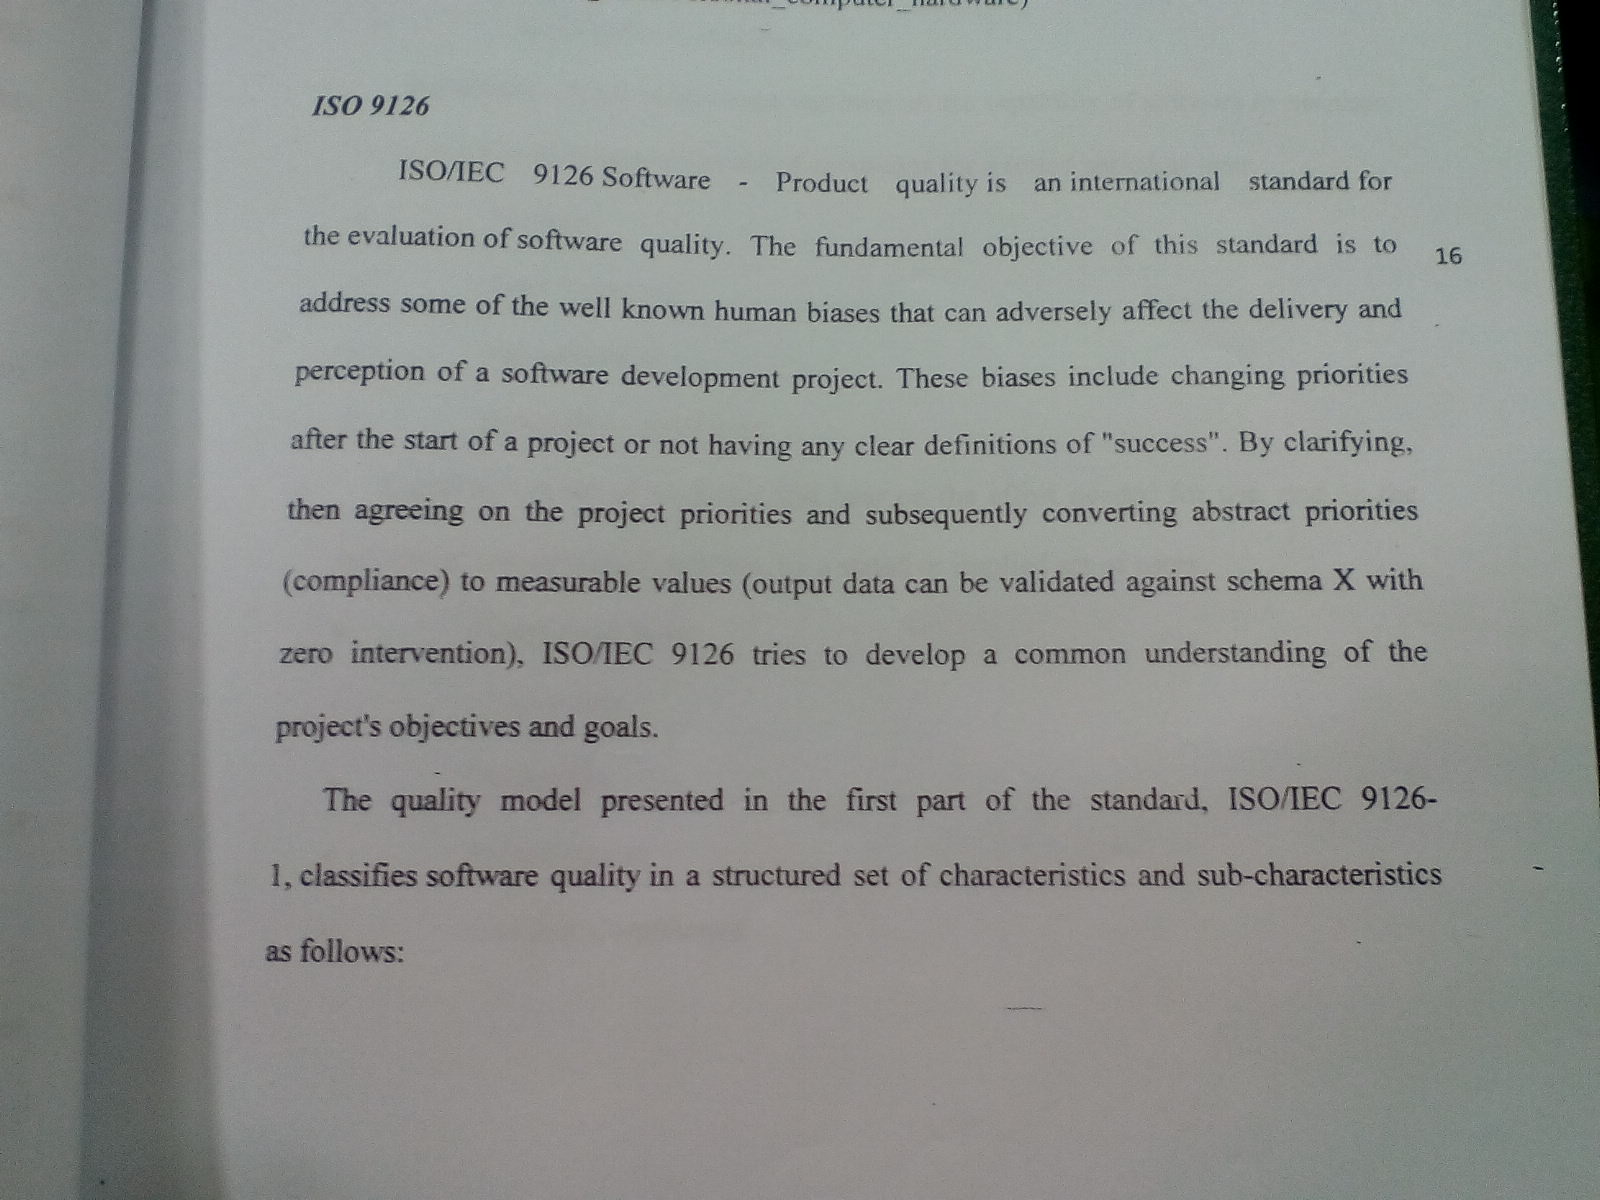 ISO 9126
ISO/IEC 9126 Software - Product quality is an international standard for
the evaluation of software quality. The fundamental objective of this standard is to
16
address some of the well known human biases that can adversely affect the delivery and
perception of a software development project. These biases include changing priorities
after the start of a project or not having any clear definitions of "success". By clarifying,
then agreeing on the project priorities and subsequently converting abstract priorities
(compliance) to measurable values (output data can be validated against schema X with
zero intervention), ISO/IEC 9126 tries to develop a common understanding of the
project's objectives and goals.
The quality model presented in the first part of the standard, ISO/IEC 9126-
1, classifies software quality in a structured set of characteristics and sub-characteristics
as follows: